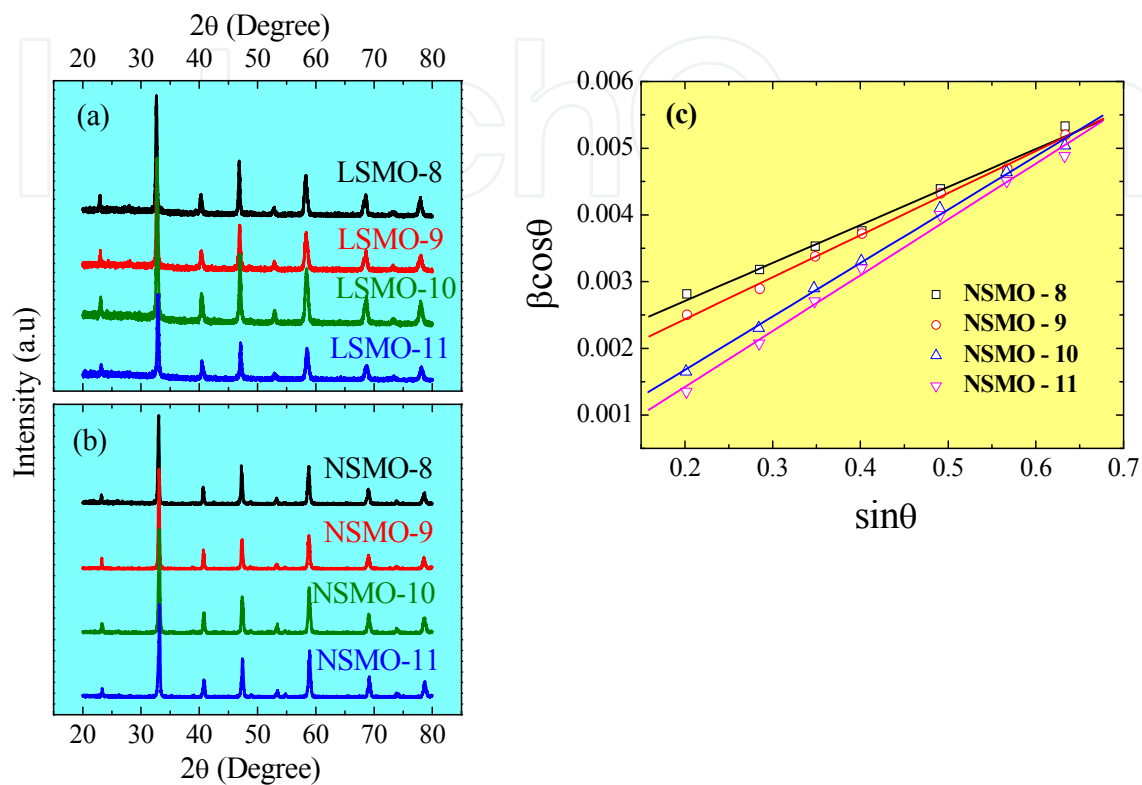 2θ (Degree)
20 30 40 50 60 70 80
(a)
LSMO-8
LSMO-9
LSMO-10
LSMO-11
Intensity (a.u)
(b)
NSMO-8
NSMO-9
NSMO-10
NSMO-11
20 30 40 50 60 70 80
2θ (Degree)
(c)
0.006
0.005
0.004
0.003
0.002
0.001
βcosθ
NSMO - 8
NSMO - 9
NSMO - 10
NSMO - 11
0.2 0.3 0.4 0.5 0.6 0.7
sinθ